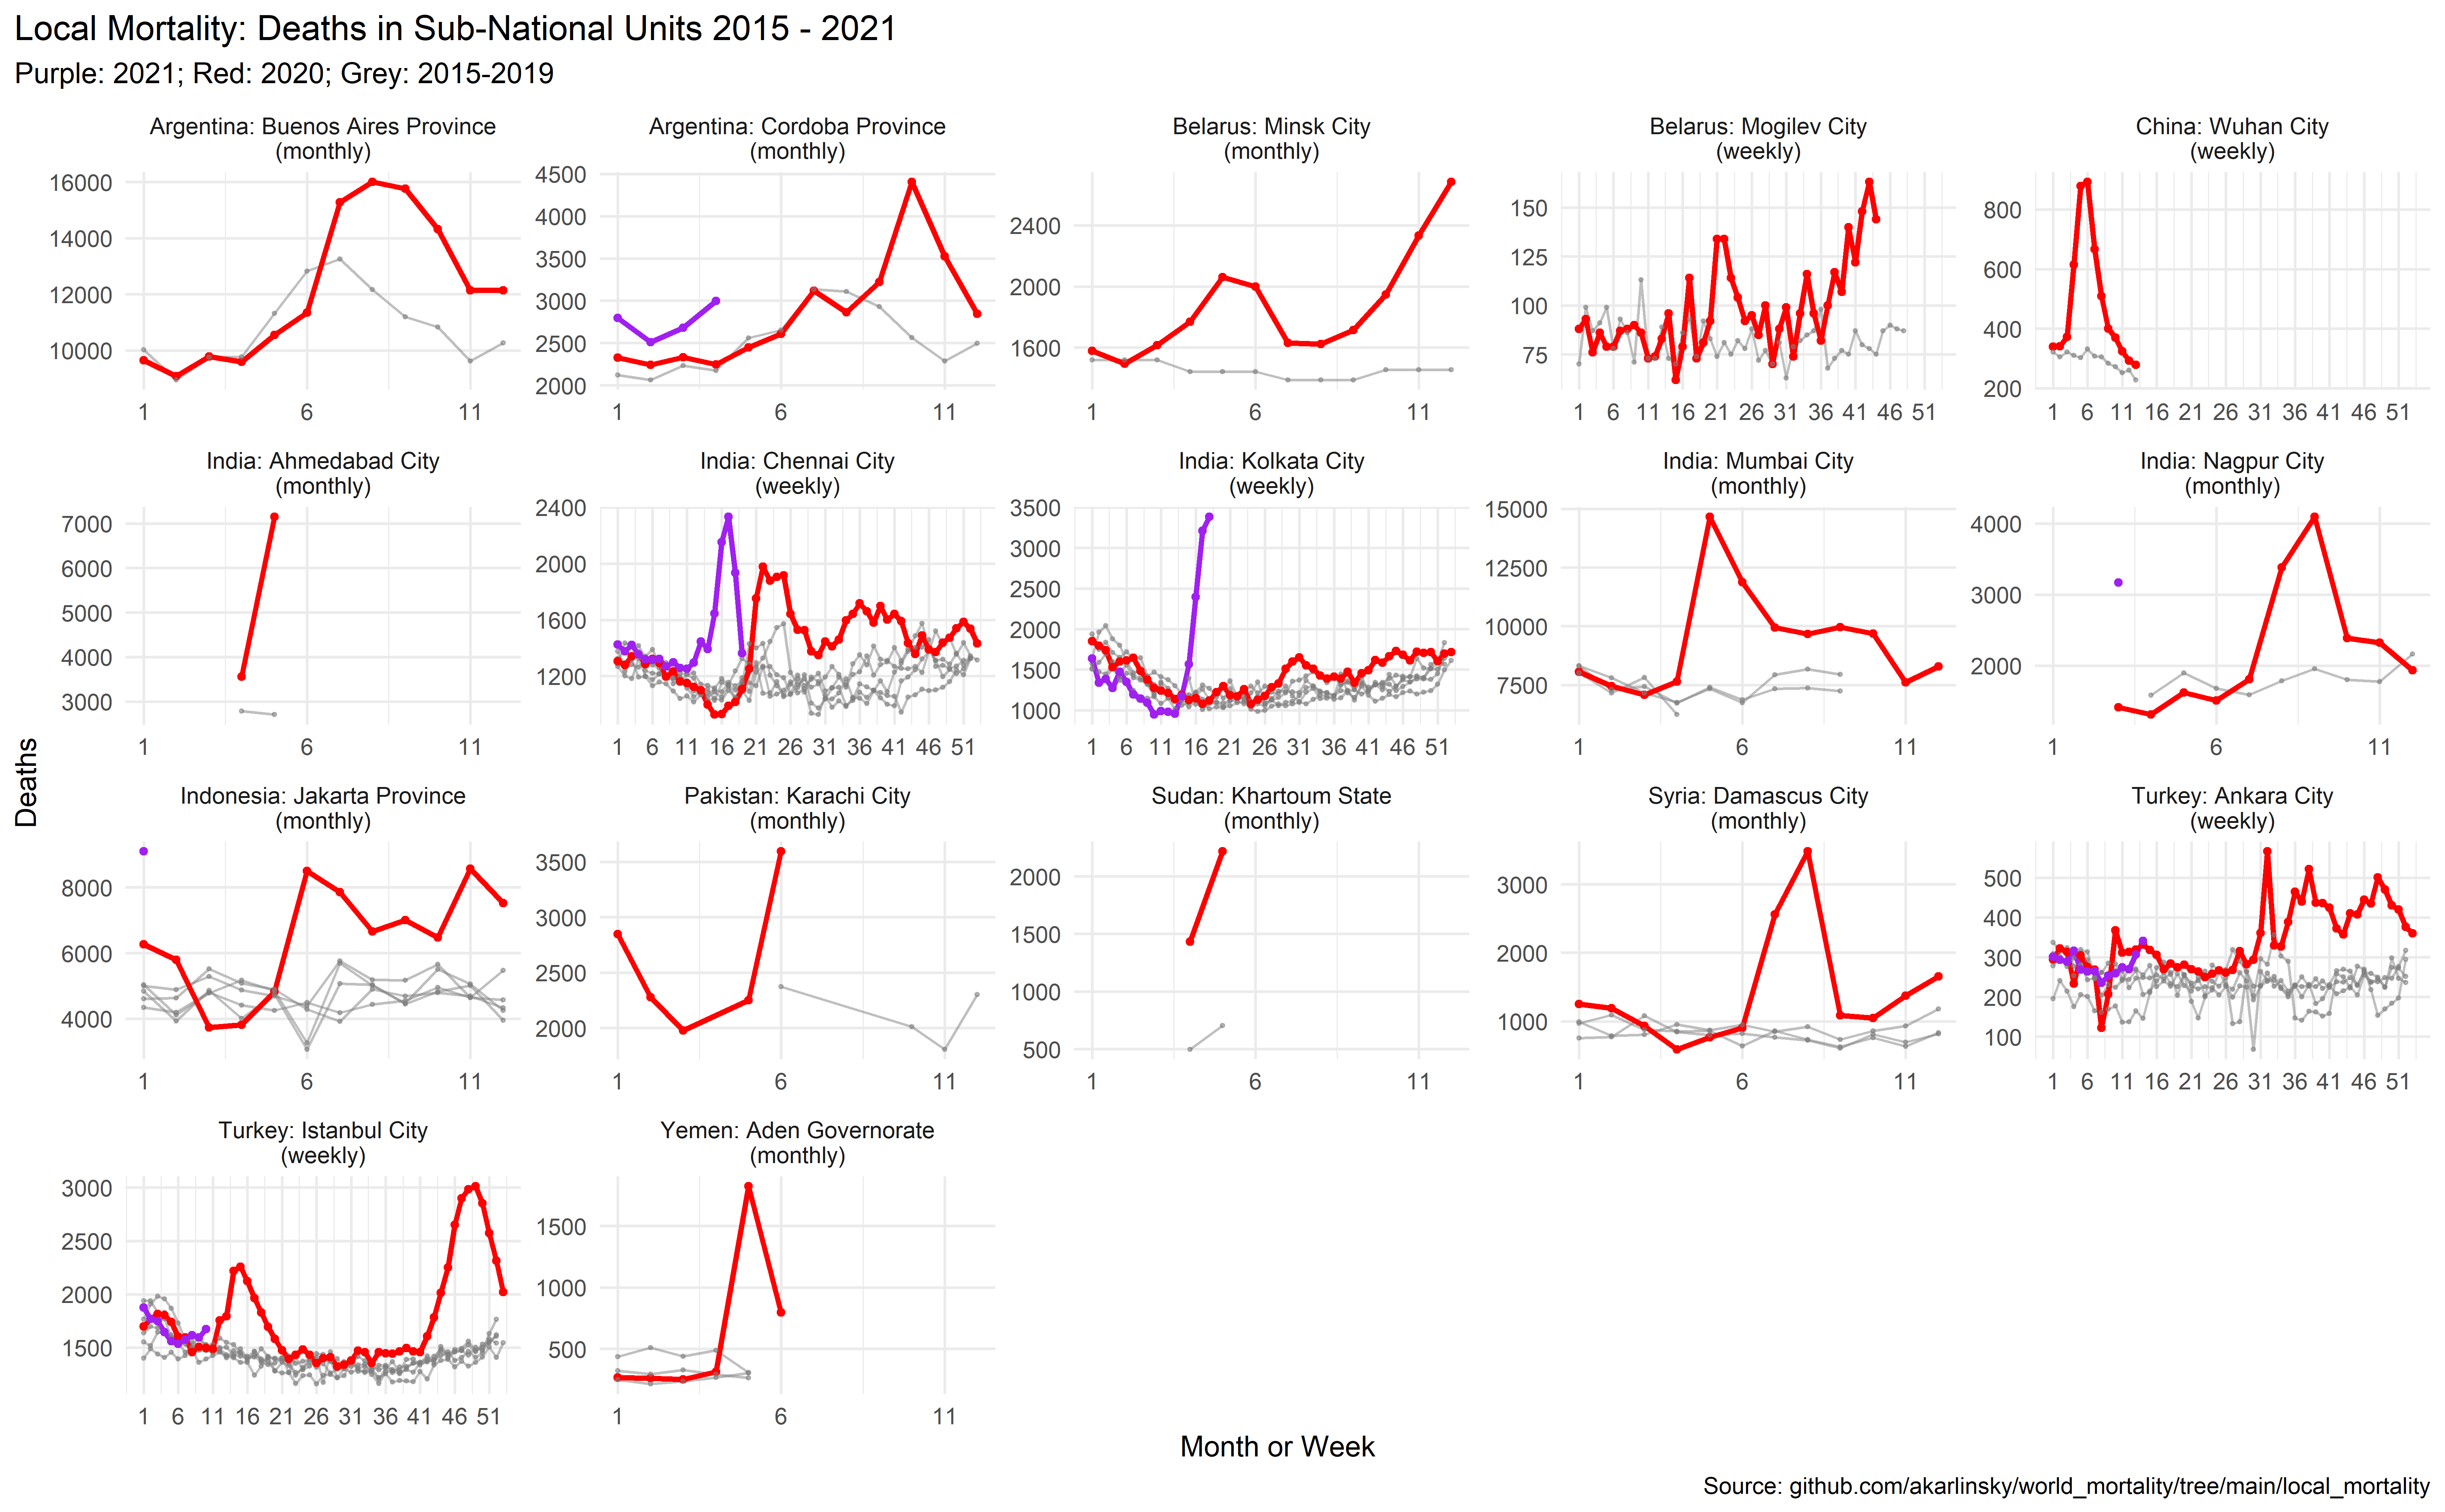 Local Mortality: Deaths in Sub-National Units 2015 - 2021
Purple: 2021; Red: 2020; Grey: 2015-2019
Argentina: Buenos Aires Province
(monthly)
16000
14000
12000
10000
1 6 11
Argentina: Cordoba Province
(monthly)
4500
4000
3500
3000
2500
2000
1 6 11
Belarus: Minsk City
(monthly)
2400
2000
1600
1 6 11
Belarus: Mogilev City
(weekly)
150
125
100
75
1 6 11 16 21 26 31 36 41 46 51
China: Wuhan City
(weekly)
800
600
400
200
1 6 11 16 21 26 31 36 41 46 51
India: Ahmedabad City
(monthly)
7000
6000
5000
4000
3000
1 6 11
India: Chennai City
(weekly)
2400
2000
1600
1200
1 6 11 16 21 26 31 36 41 46 51
India: Kolkata City
(weekly)
3500
3000
2500
2000
1500
1000
1 6 11 16 21 26 31 36 41 46 51
India: Mumbai City
(monthly)
15000
12500
10000
7500
1 6 11
India: Nagpur City
(monthly)
4000
3000
2000
1 6 11
Deaths
Indonesia: Jakarta Province
(monthly)
8000
6000
4000
1 6 11
Pakistan: Karachi City
(monthly)
3500
3000
2500
2000
1 6 11
Sudan: Khartoum State
(monthly)
2000
1500
1000
500
1 6 11
Syria: Damascus City
(monthly)
3000
2000
1000
1 6 11
Turkey: Ankara City
(weekly)
500
400
300
200
100
1 6 11 16 21 26 31 36 41 46 51
Turkey: Istanbul City
(weekly)
3000
2500
2000
1500
1 6 11 16 21 26 31 36 41 46 51
Yemen: Aden Governorate
(monthly)
1500
1000
500
1 6 11
Month or Week
Source: github.com/akarlinsky/world_mortality/tree/main/local_mortality